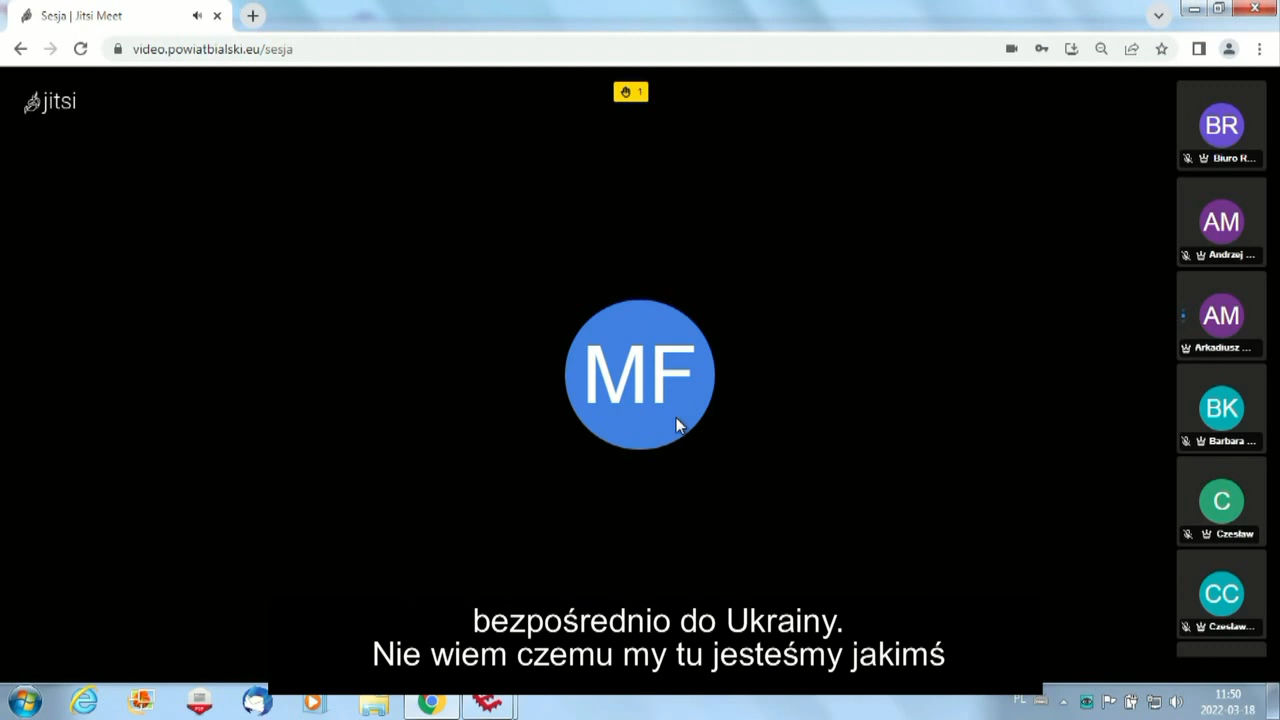 Sesja | Jitsi Meet
video.powiatbialski.eu/sesja
jitsi
1
BR
Biuro R...
AM
Andrzej ...
AM
Arkadiusz ...
BK
Barbara ...
C
Czesław
CC
Czesław...
MF
bezpośrednio do Ukrainy.
Nie wiem czemu my tu jesteśmy jakimś
PL
11:50
2022-03-18